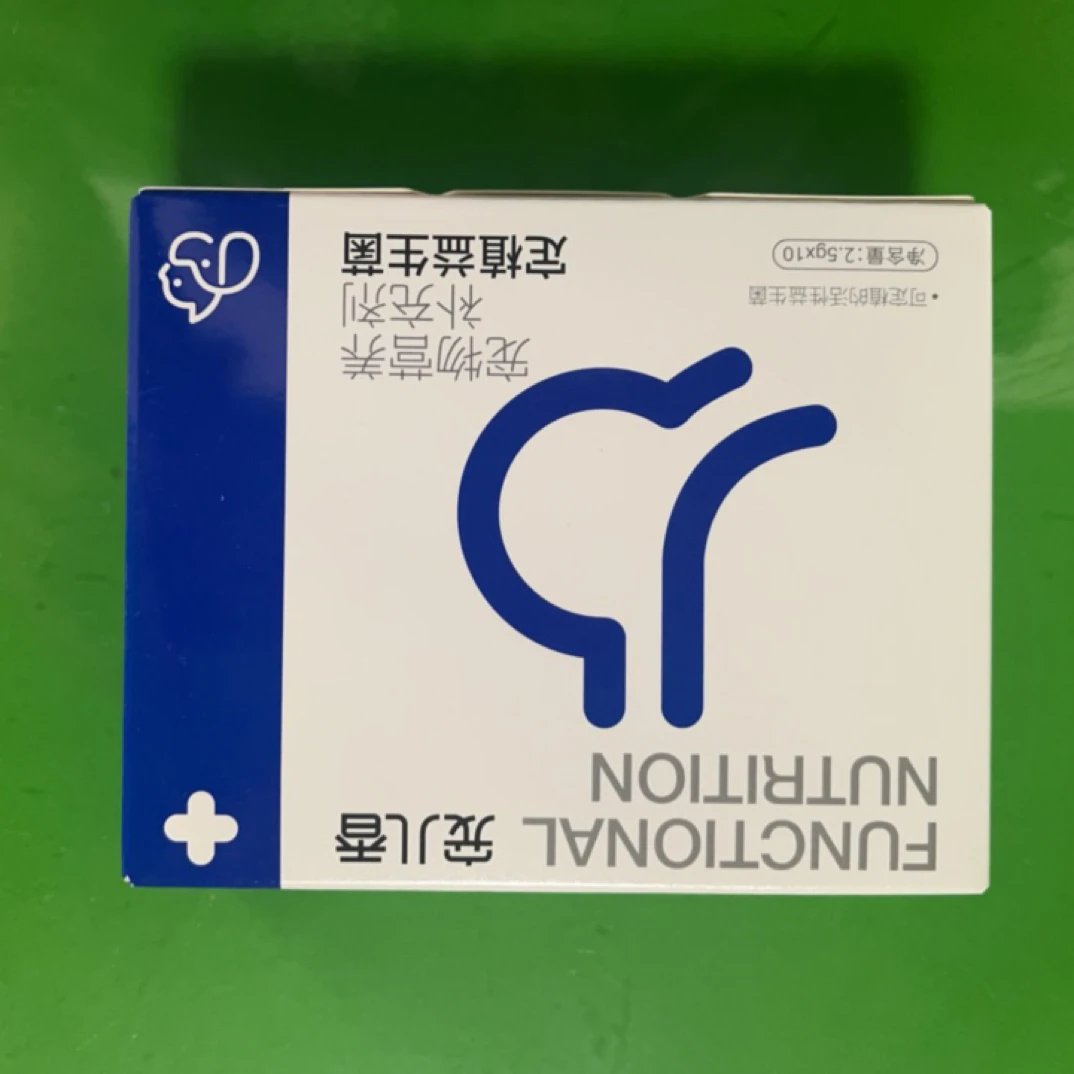 FUNCTIONAL
NUTRITION
宠儿香
宠物营养
补充剂
定植益生菌
• 可定植的活性益生菌
净含量:2.5gx10